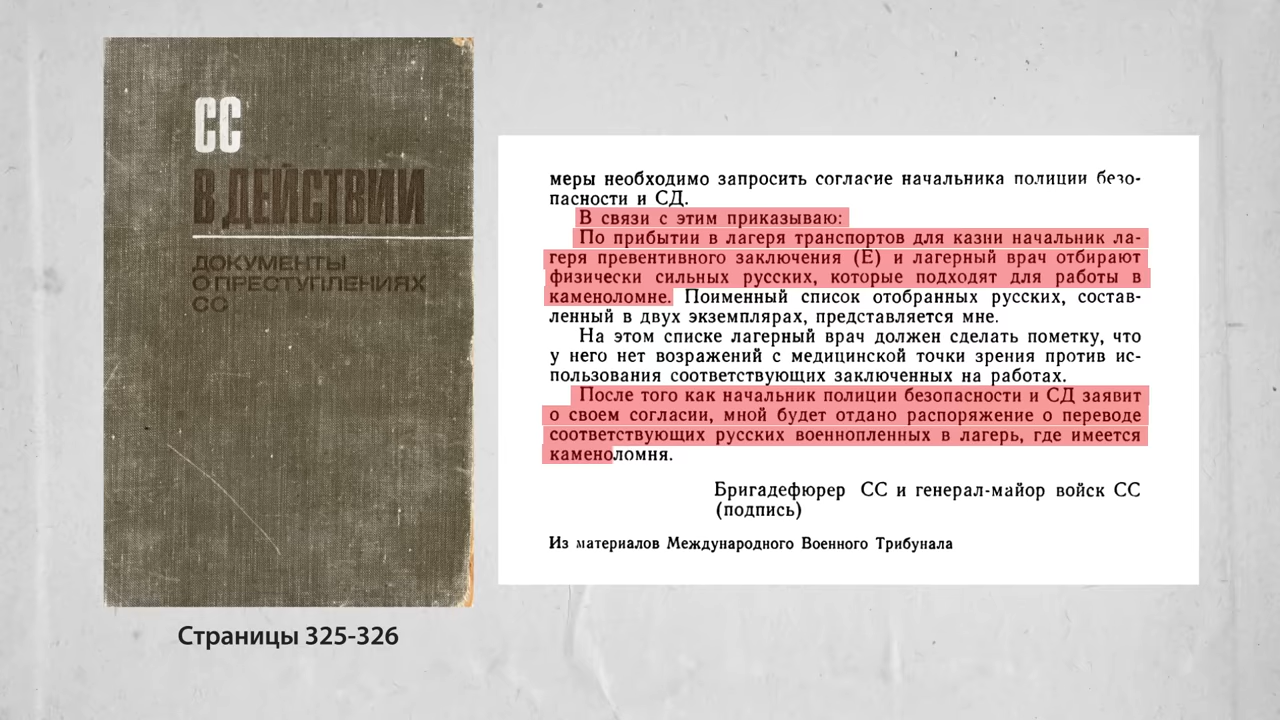 СС
В ДЕЙСТВИИ
ДОКУМЕНТЫ
О ПРЕСТУПЛЕНИЯХ
СС
Страницы 325-326
меры необходимо запросить согласие начальника полиции безо-
пасности и СД.
В связи с этим приказываю:
По прибытии в лагеря транспортов для казни начальник ла-
геря превентивного заключения (Е) и лагерный врач отбирают
физически сильных русских, которые подходят для работы в
каменоломне. Поименный список отобранных русских, состав-
ленный в двух экземплярах, представляется мне.
На этом списке лагерный врач должен сделать пометку, что
у него нет возражений с медицинской точки зрения против ис-
пользования соответствующих заключенных на работах.
После того как начальник полиции безопасности и СД заявит
о своем согласии, мной будет отдано распоряжение о переводе
соответствующих русских военнопленных в лагерь, где имеется
каменоломня.
Бригадефюрер СС и генерал-майор войск СС
(подпись)
Из материалов Международного Военного Трибунала